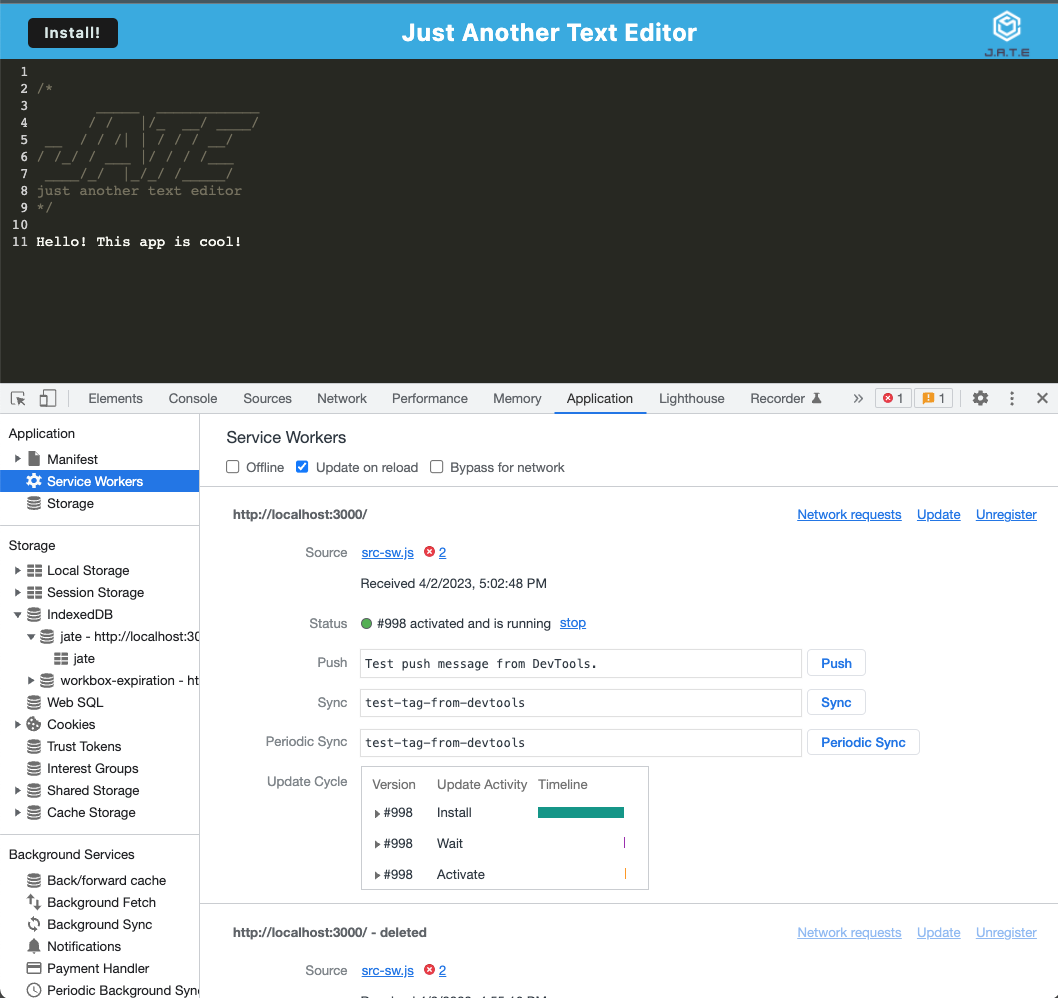 Install!
Just Another Text Editor
J.A.T.E
1
2 /*
3
4
5
6
7
8 just another text editor
9 */
10
11 Hello! This app is cool!
Elements Console Sources Network Performance Memory Application Lighthouse Recorder » 1 1
Application
Manifest
Service Workers
Storage
Storage
Local Storage
Session Storage
IndexedDB
jate - http://localhost:30
jate
workbox-expiration - ht
Web SQL
Cookies
Trust Tokens
Interest Groups
Shared Storage
Cache Storage
Background Services
Back/forward cache
Background Fetch
Background Sync
Notifications
Payment Handler
Periodic Background Syn
Service Workers
Offline Update on reload Bypass for network
http://localhost:3000/ Network requests Update Unregister
Source src-sw.js 2
Received 4/2/2023, 5:02:48 PM
Status #998 activated and is running stop
Push Test push message from DevTools. Push
Sync test-tag-from-devtools Sync
Periodic Sync test-tag-from-devtools Periodic Sync
Update Cycle Version Update Activity Timeline
#998 Install
#998 Wait
#998 Activate
http://localhost:3000/ - deleted Network requests Update Unregister
Source src-sw.js 2